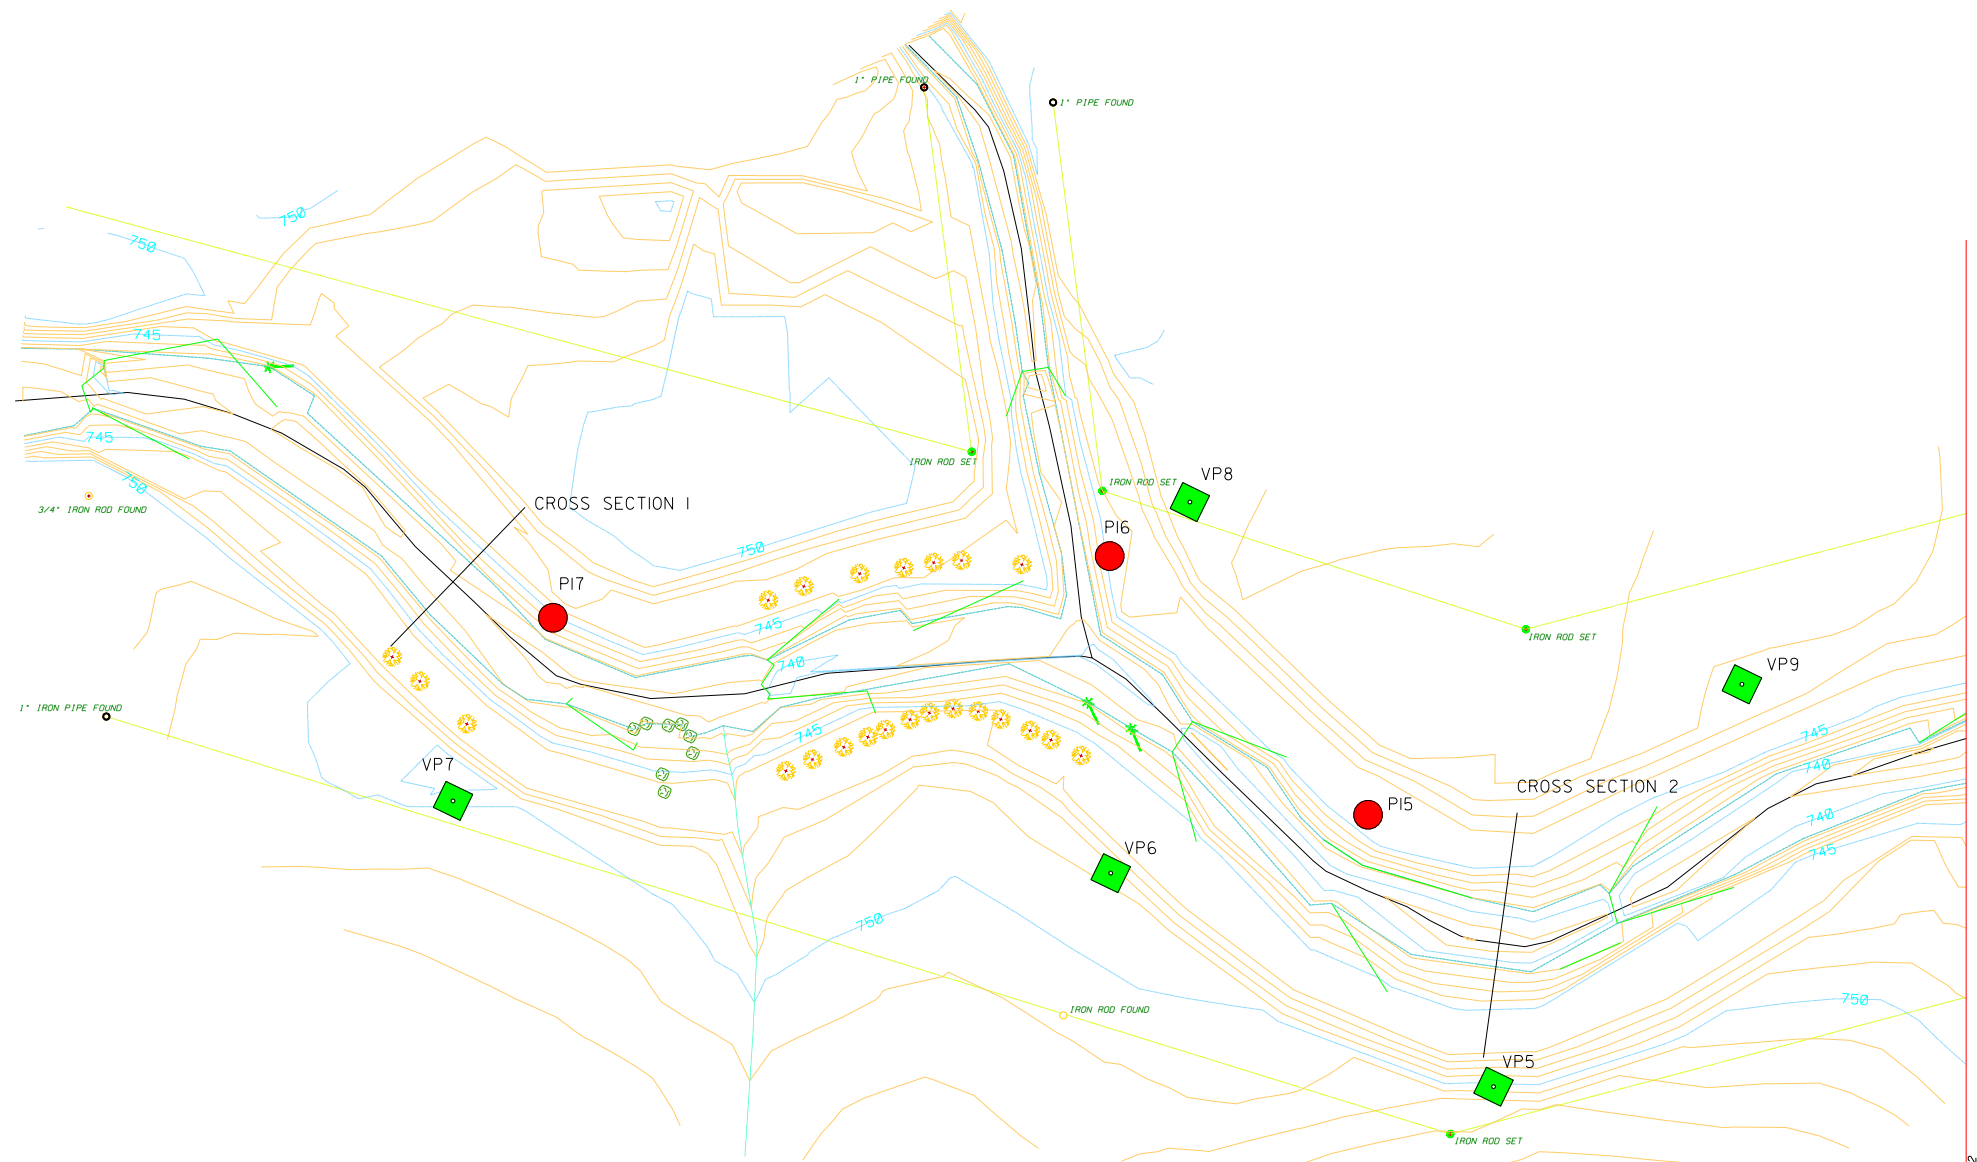 1" PIPE FOUND
1" PIPE FOUND
750
750
745
745
750
3/4" IRON ROD FOUND
IRON ROD SET
IRON ROD SET
VP8
CROSS SECTION 1
PI6
750
PI7
745
740
IRON ROD SET
VP9
1" IRON PIPE FOUND
745
745
740
VP7
CROSS SECTION 2
PI5
740
VP6
745
750
750
IRON ROD FOUND
VP5
IRON ROD SET
2